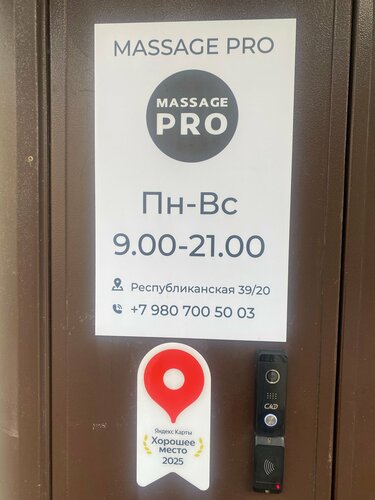 MASSAGE PRO
MASSAGE
PRO
Пн-Вс
9.00-21.00
Республиканская 39/20
+7 980 700 50 03
Яндекс Карты
Хорошее
место
2025